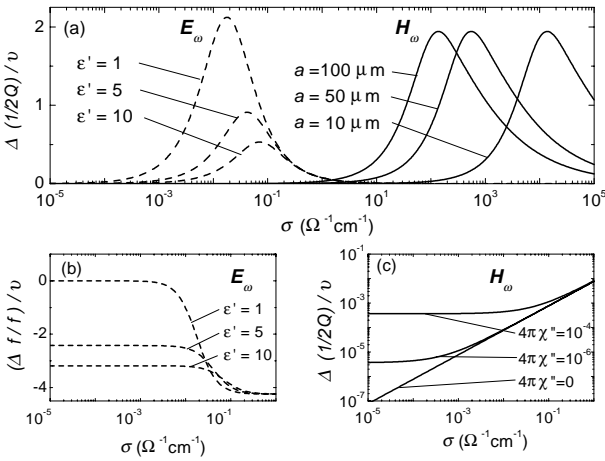 (a)
E_ω
H_ω
ε' = 1
ε' = 5
ε' = 10
a =100 μm
a = 50 μm
a = 10 μm
Δ (1/2Q) / υ
2
1
0
10^-5
10^-3
10^-1
10^1
10^3
10^5
σ (Ω^-1cm^-1)
(b)
E_ω
ε' = 1
ε' = 5
ε' = 10
(Δ f / f ) / υ
0
-2
-4
10^-5
10^-3
10^-1
σ (Ω^-1cm^-1)
(c)
H_ω
4πχ"=10^-4
4πχ"=10^-6
4πχ"=0
Δ (1/2Q) / υ
10^-1
10^-3
10^-5
10^-7
10^-5
10^-3
10^-1
σ (Ω^-1cm^-1)